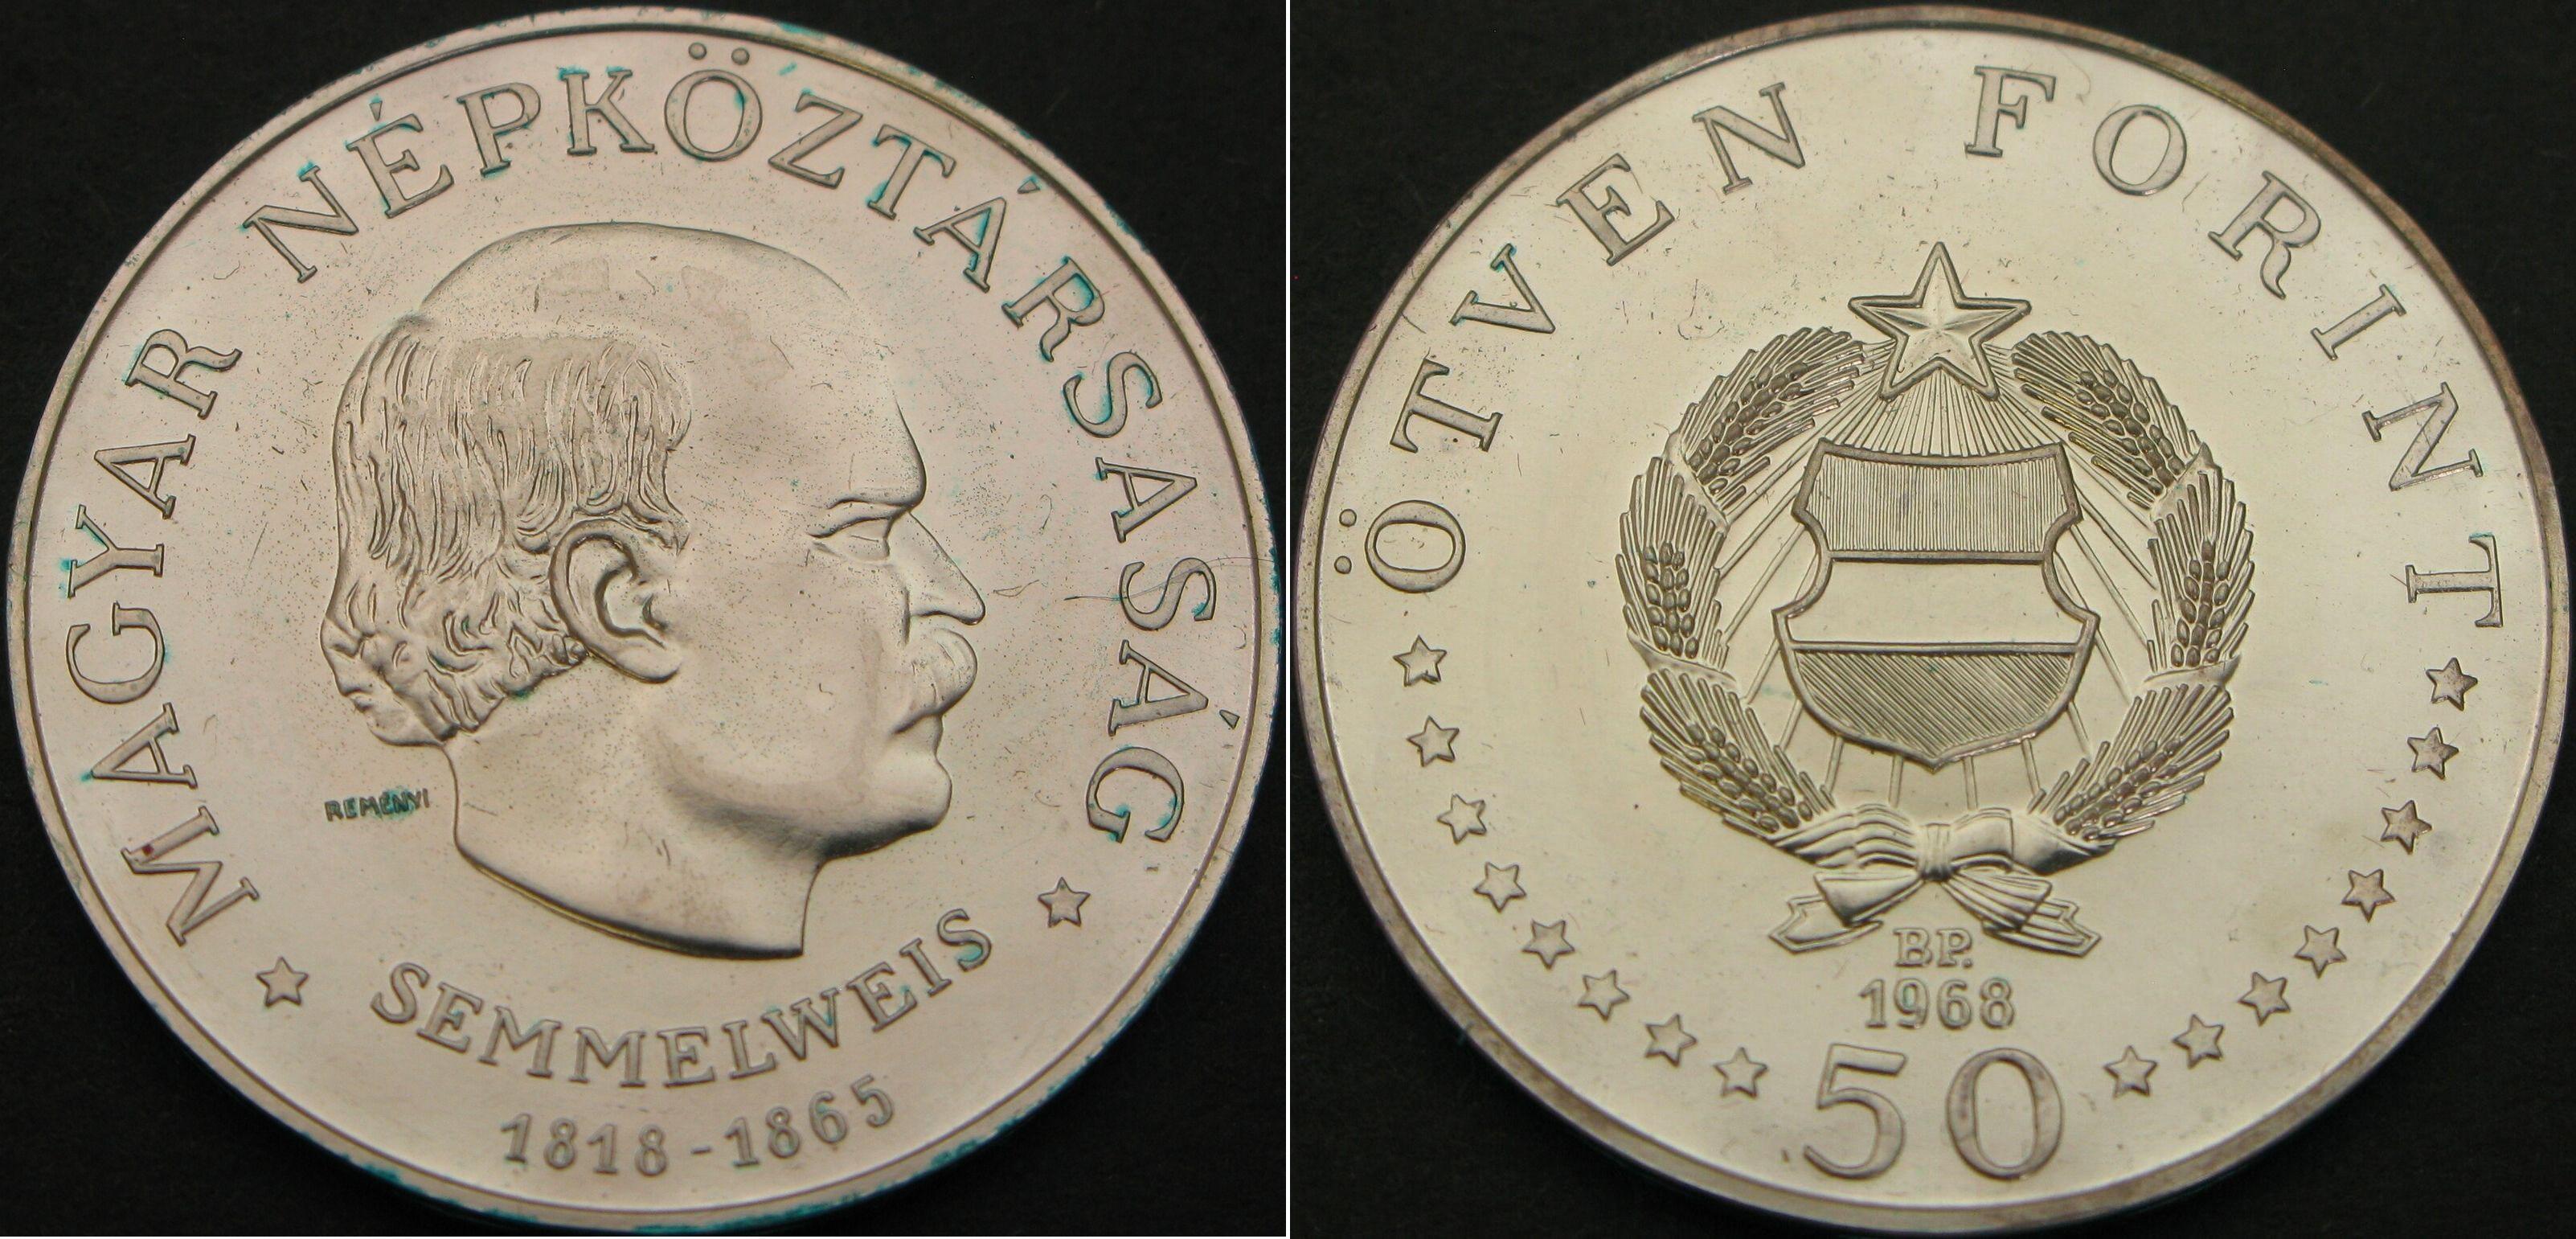 MAGYAR NÉPKÖZTÁRSASÁG
REMÉNYI
SEMMELWEIS
1818-1865
ÖTVEN FORINT
BP.
1968
50